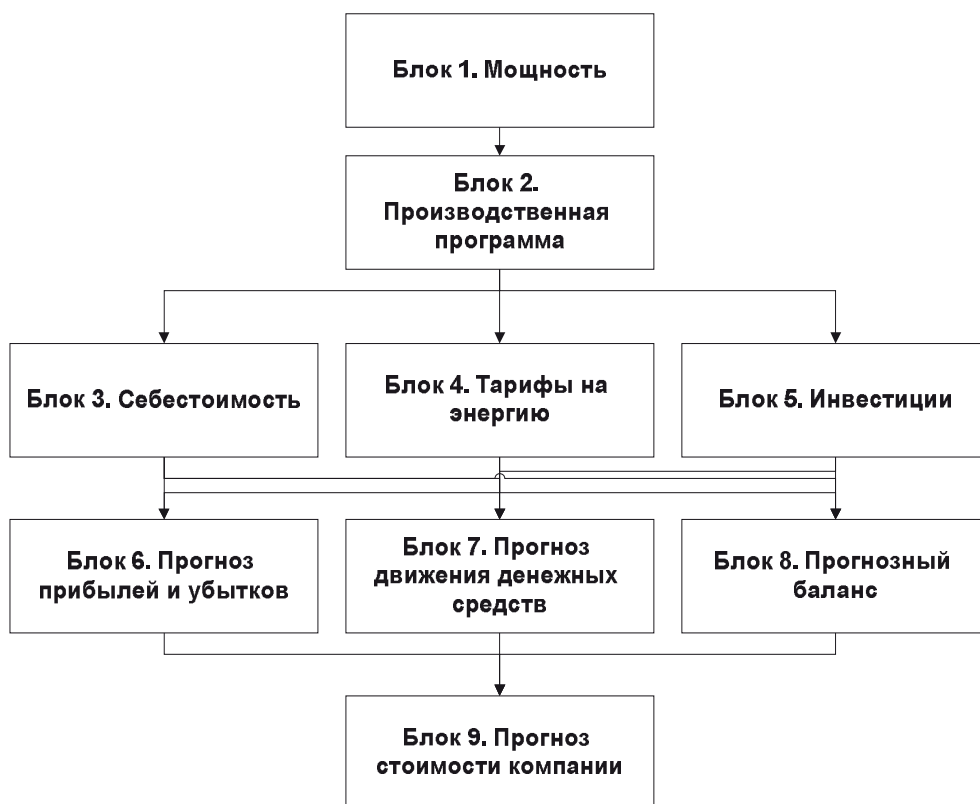 Блок 1. Мощность
Блок 2.
Производственная
программа
Блок 3. Себестоимость
Блок 4. Тарифы на
энергию
Блок 5. Инвестиции
Блок 6. Прогноз
прибылей и убытков
Блок 7. Прогноз
движения денежных
средств
Блок 8. Прогнозный
баланс
Блок 9. Прогноз
стоимости компании